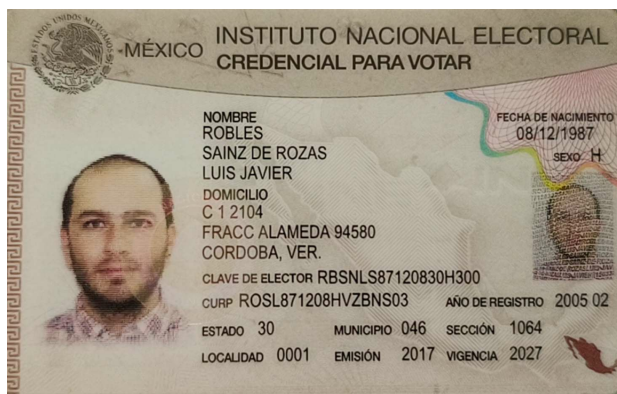 ESTADOS UNIDOS MEXICANOS
MÉXICO INSTITUTO NACIONAL ELECTORAL
CREDENCIAL PARA VOTAR
NOMBRE
ROBLES
SAINZ DE ROZAS
LUIS JAVIER
FECHA DE NACIMIENTO
08/12/1987
SEXO H
DOMICILIO
C 1 2104
FRACC ALAMEDA 94580
CORDOBA, VER.
CLAVE DE ELECTOR RBSNLS87120830H300
CURP ROSL871208HVZBNS03 AÑO DE REGISTRO 2005 02
ESTADO 30 MUNICIPIO 046 SECCIÓN 1064
LOCALIDAD 0001 EMISIÓN 2017 VIGENCIA 2027